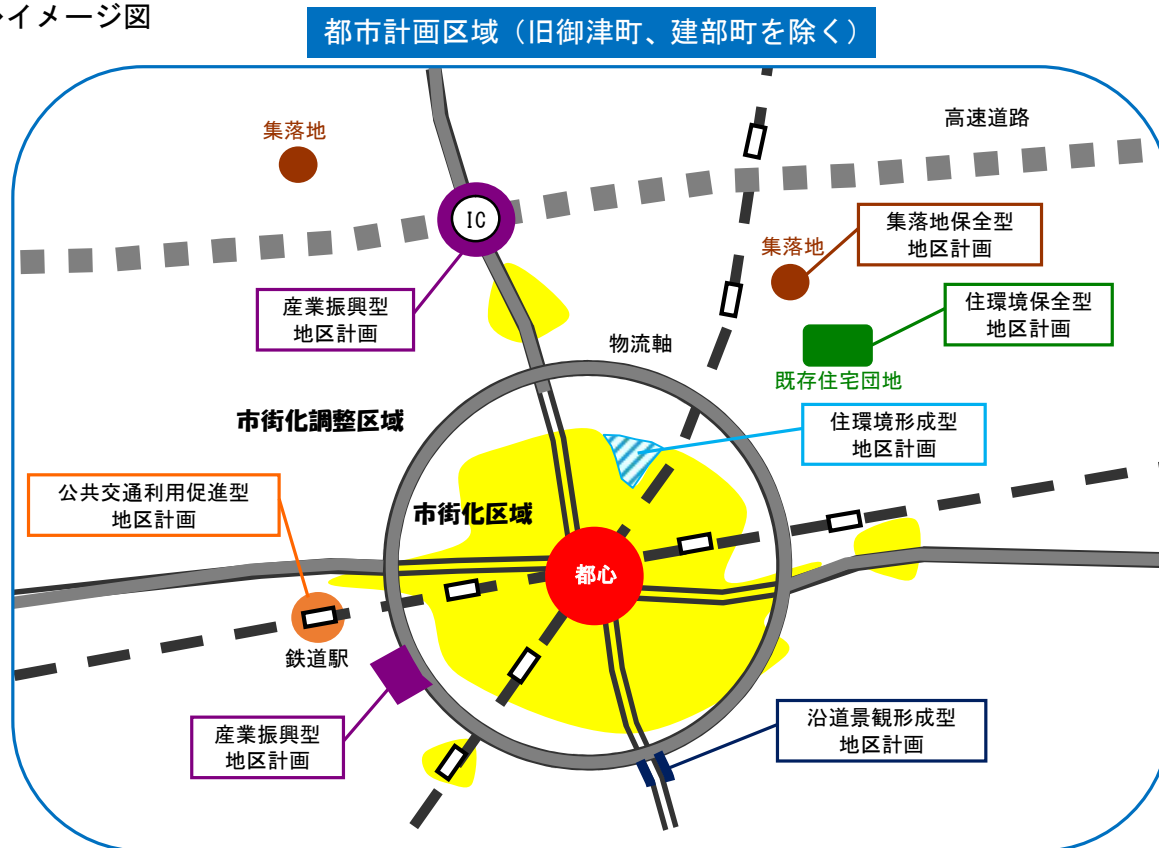 イメージ図
都市計画区域（旧御津町、建部町を除く）
高速道路
集落地
IC
集落地保全型
地区計画
集落地
産業振興型
地区計画
住環境保全型
地区計画
物流軸
既存住宅団地
市街化調整区域
住環境形成型
地区計画
公共交通利用促進型
地区計画
市街化区域
都心
鉄道駅
産業振興型
地区計画
沿道景観形成型
地区計画